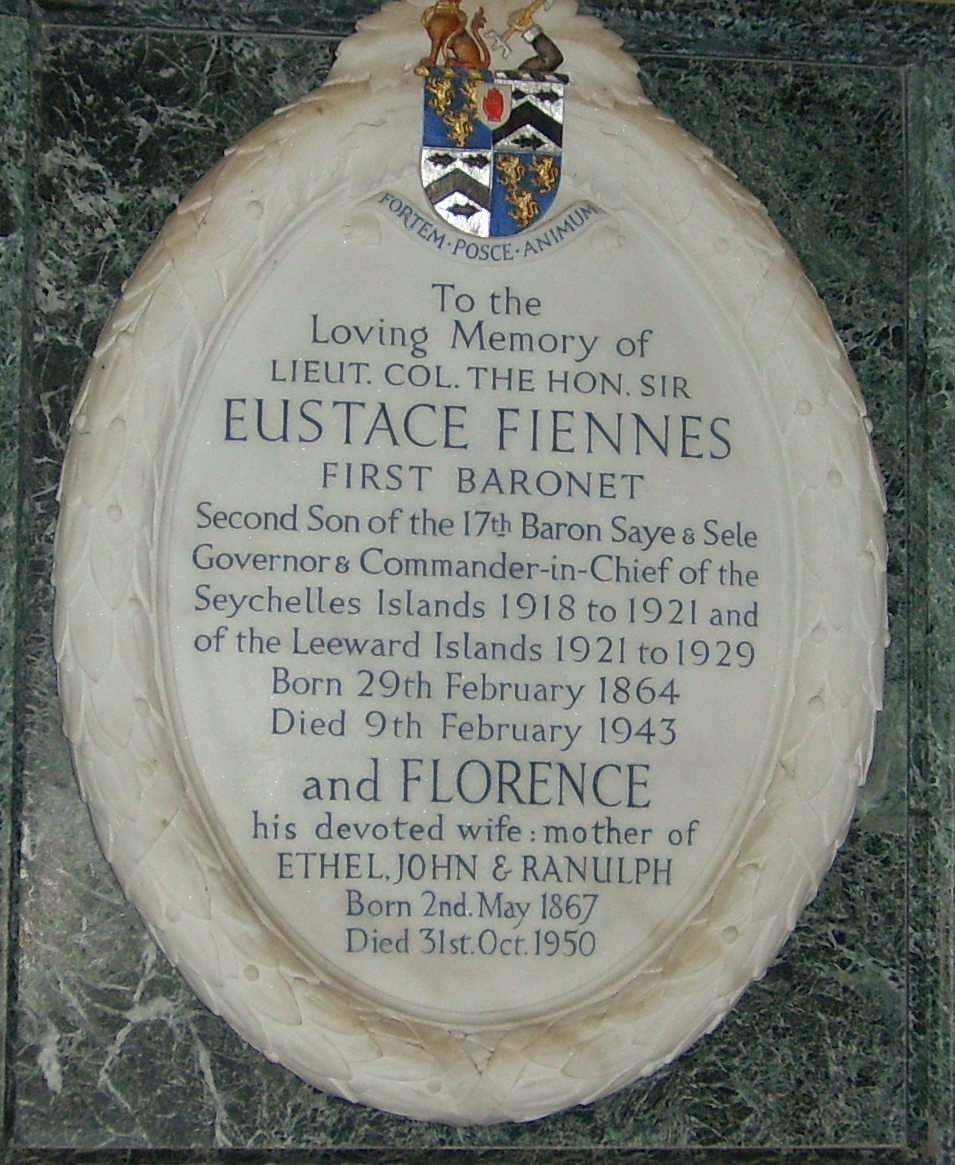 FORTEM·POSCE·ANIMUM
To the
Loving Memory of
LIEUT. COL. THE HON. SIR
EUSTACE FIENNES
FIRST BARONET
Second Son of the 17th Baron Saye & Sele
Governor & Commander-in-Chief of the
Seychelles Islands 1918 to 1921 and
of the Leeward Islands 1921 to 1929
Born 29th February 1864
Died 9th February 1943
and FLORENCE
his devoted wife : mother of
ETHEL, JOHN & RANULPH
Born 2nd. May 1867
Died 31st. Oct. 1950